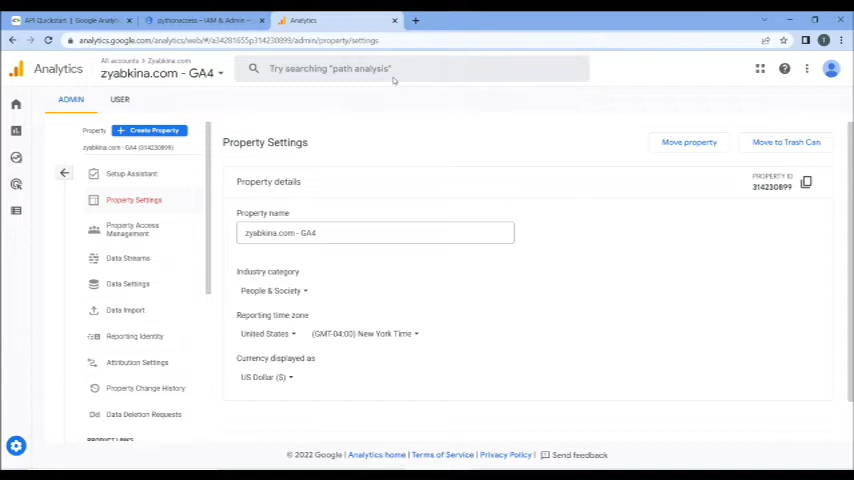 API Quickstart | Google Analytic
pythonaccess – IAM & Admin –
Analytics
analytics.google.com/analytics/web/#/a34281655p314230899/admin/property/settings
T
Analytics
All accounts > Zyabkina.com
zyabkina.com - GA4
Try searching "path analysis"
ADMIN USER
Property
+ Create Property
zyabkina.com - GA4 (314230899)
Setup Assistant
Property Settings
Property Access
Management
Data Streams
Data Settings
Data Import
Reporting Identity
Attribution Settings
Property Change History
Dd Data Deletion Requests
PRODUCT LINKS
Property Settings
Move property
Move to Trash Can
Property details
PROPERTY ID
314230899
Property name
zyabkina.com - GA4
Industry category
People & Society
Reporting time zone
United States (GMT-04:00) New York Time
Currency displayed as
US Dollar ($)
© 2022 Google | Analytics home | Terms of Service | Privacy Policy | Send feedback